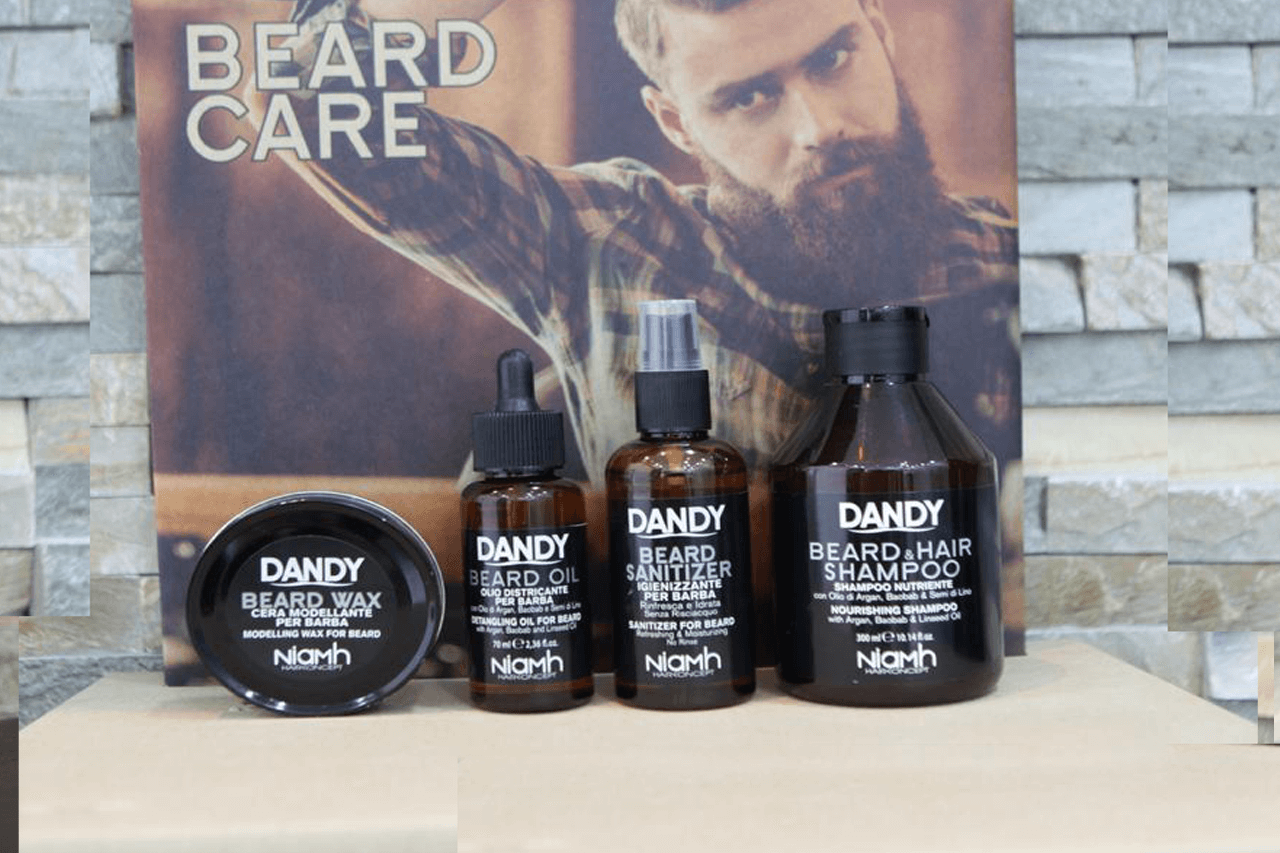 BEARD
CARE
DANDY
BEARD WAX
CERA MODELLANTE
PER BARBA
MODELLING WAX FOR BEARD
Niamh
HAIRKONCEPT
DANDY
BEARD OIL
OLIO DISTRICANTE
PER BARBA
con Olio di Argan, Baobab e Semi di Lino
DETANGLING OIL FOR BEARD
with Argan, Baobab and Linseed Oil
70 ml ℮ 2,36 fl.oz.
Niamh
HAIRKONCEPT
DANDY
BEARD
SANITIZER
IGIENIZZANTE
PER BARBA
Rinfresca e Idrata
Senza Risciacquo
SANITIZER FOR BEARD
Refreshing & Moisturizing
No Rinse
Niamh
HAIRKONCEPT
DANDY
BEARD & HAIR
SHAMPOO
SHAMPOO NUTRIENTE
con Olio di Argan, Baobab & Semi di Lino
NOURISHING SHAMPOO
with Argan, Baobab & Linseed Oil
300 ml ℮ 10.14 fl.oz.
Niamh
HAIRKONCEPT